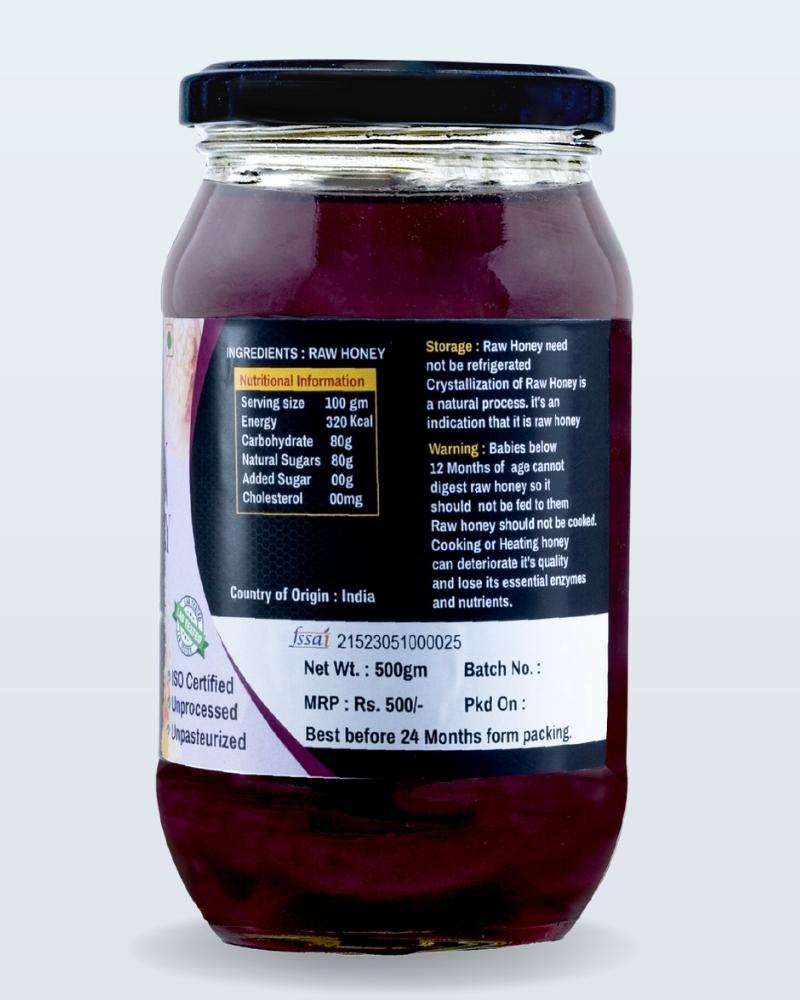 INGREDIENTS : RAW HONEY
Nutritional Information
Serving size 100 gm
Energy 320 Kcal
Carbohydrate 80g
Natural Sugars 80g
Added Sugar 00g
Cholesterol 00mg
Country of Origin : India
Storage : Raw Honey need
not be refrigerated
Crystallization of Raw Honey is
a natural process. it's an
indication that it is raw honey
Warning : Babies below
12 Months of age cannot
digest raw honey so it
should not be fed to them
Raw honey should not be cooked.
Cooking or Heating honey
can deteriorate it's quality
and lose its essential enzymes
and nutrients.
LAB TESTED
ISO Certified
Unprocessed
Unpasteurized
fssai 21523051000025
Net Wt. : 500gm Batch No. :
MRP : Rs. 500/- Pkd On :
Best before 24 Months form packing.